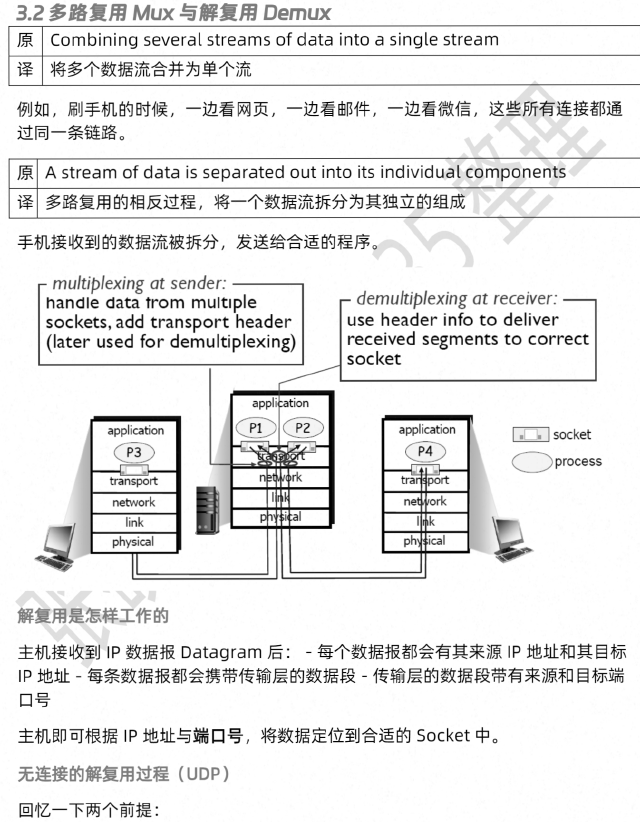 3.2 多路复用 Mux 与解复用 Demux
原 Combining several streams of data into a single stream
译 将多个数据流合并为单个流
例如，刷手机的时候，一边看网页，一边看邮件，一边看微信，这些所有连接都通
过同一条链路。
原 A stream of data is separated out into its individual components
译 多路复用的相反过程，将一个数据流拆分为其独立的组成
手机接收到的数据流被拆分，发送给合适的程序。
multiplexing at sender:
handle data from multiple
sockets, add transport header
(later used for demultiplexing)
demultiplexing at receiver:
use header info to deliver
received segments to correct
socket
application
P3
transport
network
link
physical
application
P1 P2
transport
network
link
physical
application
P4
transport
network
link
physical
socket
process
解复用是怎样工作的
主机接收到 IP 数据报 Datagram 后： - 每个数据报都会有其来源 IP 地址和其目标
IP 地址 - 每条数据报都会携带传输层的数据段 - 传输层的数据段带有来源和目标端
口号
主机即可根据 IP 地址与端口号，将数据定位到合适的 Socket 中。
无连接的解复用过程（UDP）
回忆一下两个前提：
25 整理